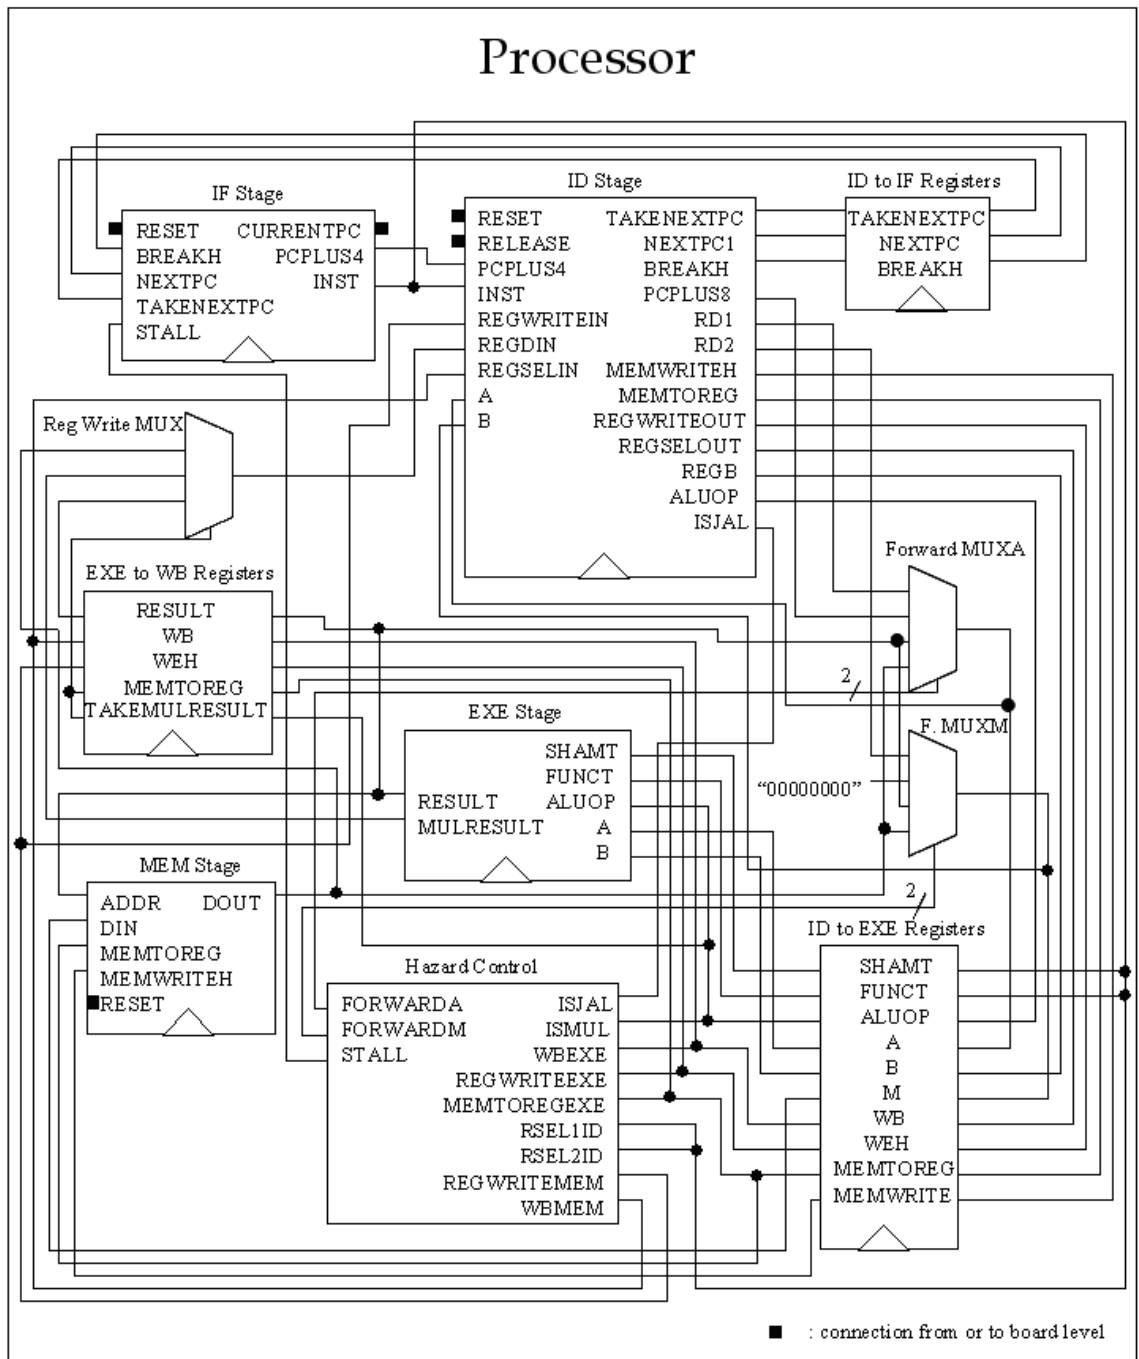 Processor
IF Stage
RESET CURRENTPC
BREAKH PCPLUS4
NEXTPC INST
TAKENEXTPC
STALL
ID Stage
RESET TAKENEXTPC
RELEASE NEXTPC1
PCPLUS4 BREAKH
INST PCPLUS8
REGWRITEIN RD1
REGDIN RD2
REGSELIN MEMWRITEH
A MEMTOREG
B REGWRITEOUT
REGSELOUT
REGB
ALUOP
ISJAL
ID to IF Registers
TAKENEXTPC
NEXTPC
BREAKH
Reg Write MUX
EXE to WB Registers
RESULT
WB
WEH
MEMTOREG
TAKEMULRESULT
Forward MUXA
2
F. MUXM
“00000000”
2
EXE Stage
SHAMT
FUNCT
RESULT ALUOP
MULRESULT A
B
MEM Stage
ADDR DOUT
DIN
MEMTOREG
MEMWRITEH
RESET
Hazard Control
FORWARDA ISJAL
FORWARDM ISMUL
STALL WBEXE
REGWRITEEXE
MEMTOREGEXE
RSEL1ID
RSEL2ID
REGWRITEMEM
WBMEM
ID to EXE Registers
SHAMT
FUNCT
ALUOP
A
B
M
WB
WEH
MEMTOREG
MEMWRITE
: connection from or to board level